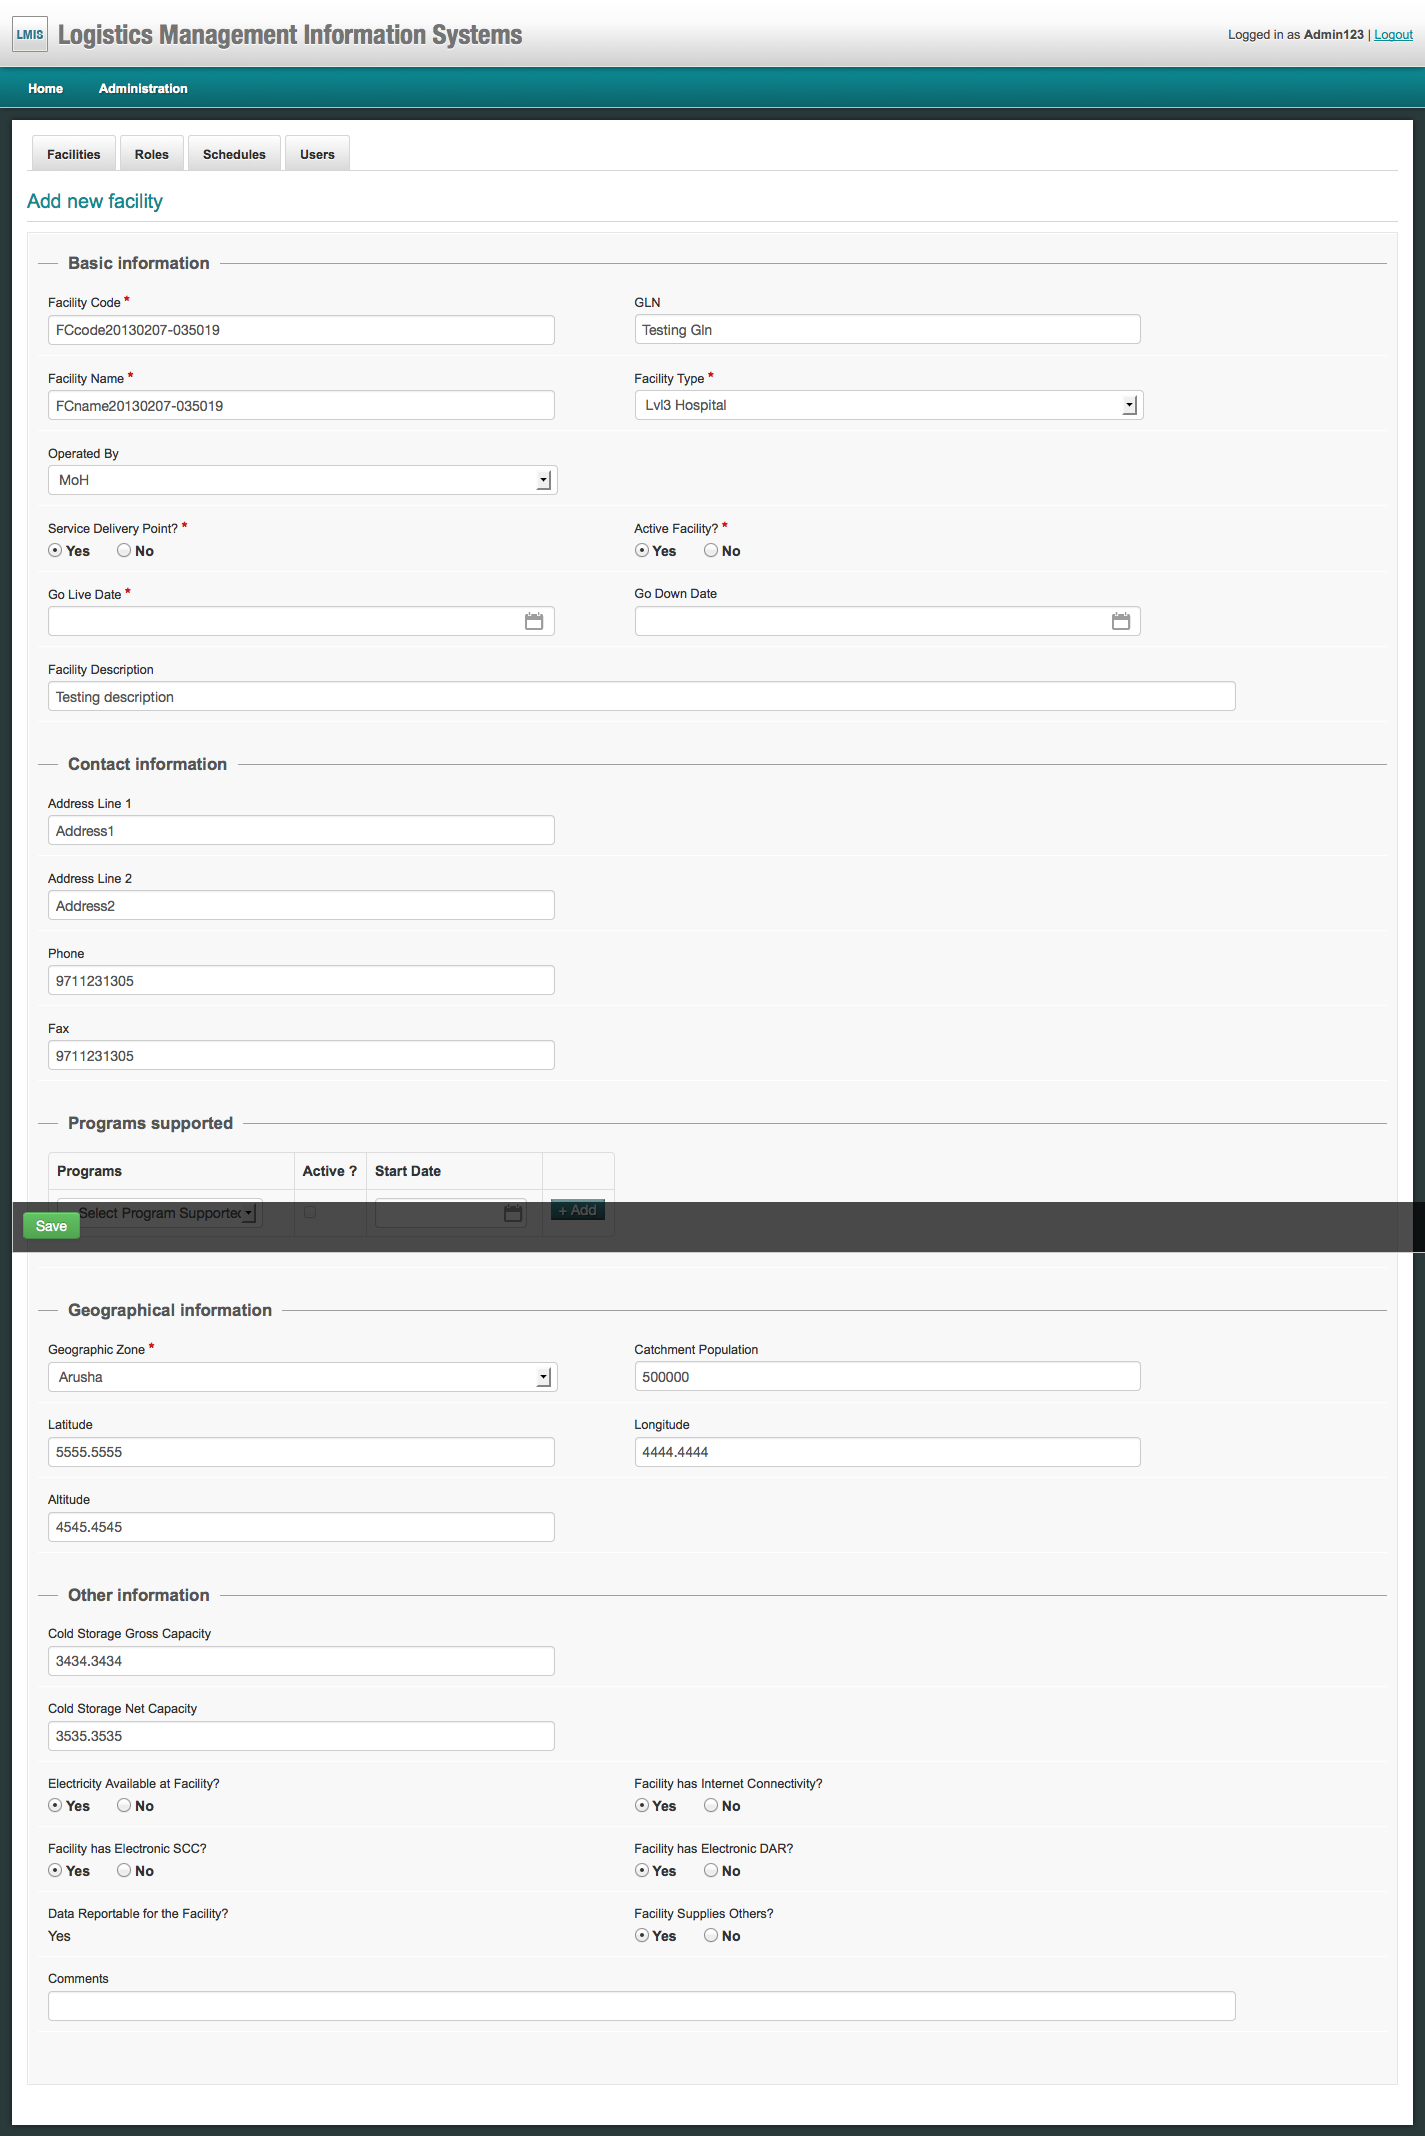 LMIS Logistics Management Information Systems
Logged in as Admin123 | Logout
Home Administration
Facilities Roles Schedules Users
Add new facility
Basic information
Facility Code * GLN
FCcode20130207-035019 Testing Gln
Facility Name * Facility Type *
FCname20130207-035019 Lvl3 Hospital
Operated By
MoH
Service Delivery Point? * Active Facility? *
Yes No Yes No
Go Live Date * Go Down Date
Facility Description
Testing description
Contact information
Address Line 1
Address1
Address Line 2
Address2
Phone
9711231305
Fax
9711231305
Programs supported
Programs Active ? Start Date
Select Program Supported + Add
Save
Geographical information
Geographic Zone * Catchment Population
Arusha 500000
Latitude Longitude
5555.5555 4444.4444
Altitude
4545.4545
Other information
Cold Storage Gross Capacity
3434.3434
Cold Storage Net Capacity
3535.3535
Electricity Available at Facility? Facility has Internet Connectivity?
Yes No Yes No
Facility has Electronic SCC? Facility has Electronic DAR?
Yes No Yes No
Data Reportable for the Facility? Facility Supplies Others?
Yes Yes No
Comments